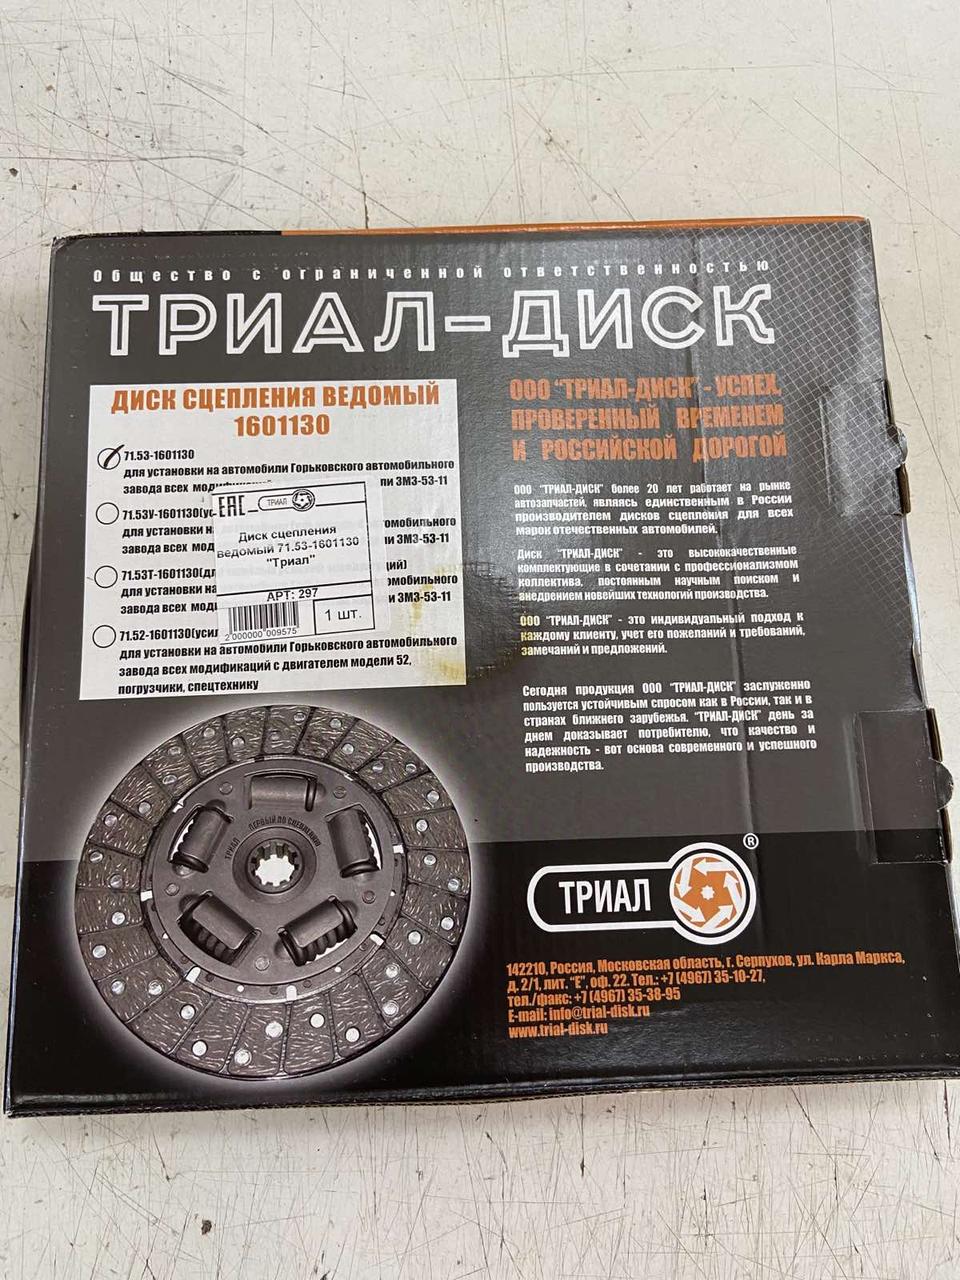 Общество с ограниченной ответственностью
ТРИАЛ-ДИСК
ДИСК СЦЕПЛЕНИЯ ВЕДОМЫЙ
1601130
71.53-1601130
для установки на автомобили Горьковского автомобильного
завода всех ЗМЗ-53-11
71.53У-1601130(ус
для установки н
завода всех мод ЗМЗ-53-11
71.53Т-1601130(дл
для установки на
завода всех моди ЗМЗ-53-11
71.52-1601130(усил
для установки на автомобили Горьковского автомобильного
завода всех модификаций с двигателем модели 52,
погрузчики, спецтехнику
ЕАС
ТРИАЛ
Диск сцепления
ведомый 71.53-1601130
"Триал"
АРТ: 297
1 шт.
2 000000 009575
ООО "ТРИАЛ-ДИСК" - УСПЕХ,
ПРОВЕРЕННЫЙ ВРЕМЕНЕМ
И РОССИЙСКОЙ ДОРОГОЙ
ООО "ТРИАЛ-ДИСК" более 20 лет работает на рынке
автозапчастей, являясь единственным в России
производителем дисков сцепления для всех
марок отечественных автомобилей.
Диск "ТРИАЛ-ДИСК" - это высококачественные
комплектующие в сочетании с профессионализмом
коллектива, постоянным научным поиском и
внедрением новейших технологий производства.
ООО "ТРИАЛ-ДИСК" - это индивидуальный подход к
каждому клиенту, учет его пожеланий и требований,
замечаний и предложений.
Сегодня продукция ООО "ТРИАЛ-ДИСК" заслуженно
пользуется устойчивым спросом как в России, так и в
странах ближнего зарубежья. "ТРИАЛ-ДИСК" день за
днем доказывает потребителю, что качество и
надежность - вот основа современного и успешного
производства.
ТРИАЛ ПЕРВЫЙ ПО СЦЕПЛЕНИЮ
ТРИАЛ ®
142210, Россия, Московская область, г. Серпухов, ул. Карла Маркса,
д. 2/1, лит. "Е", оф. 22. Тел.: +7 (4967) 35-10-27,
тел./факс: +7 (4967) 35-38-95
E-mail: info@trial-disk.ru
www.trial-disk.ru